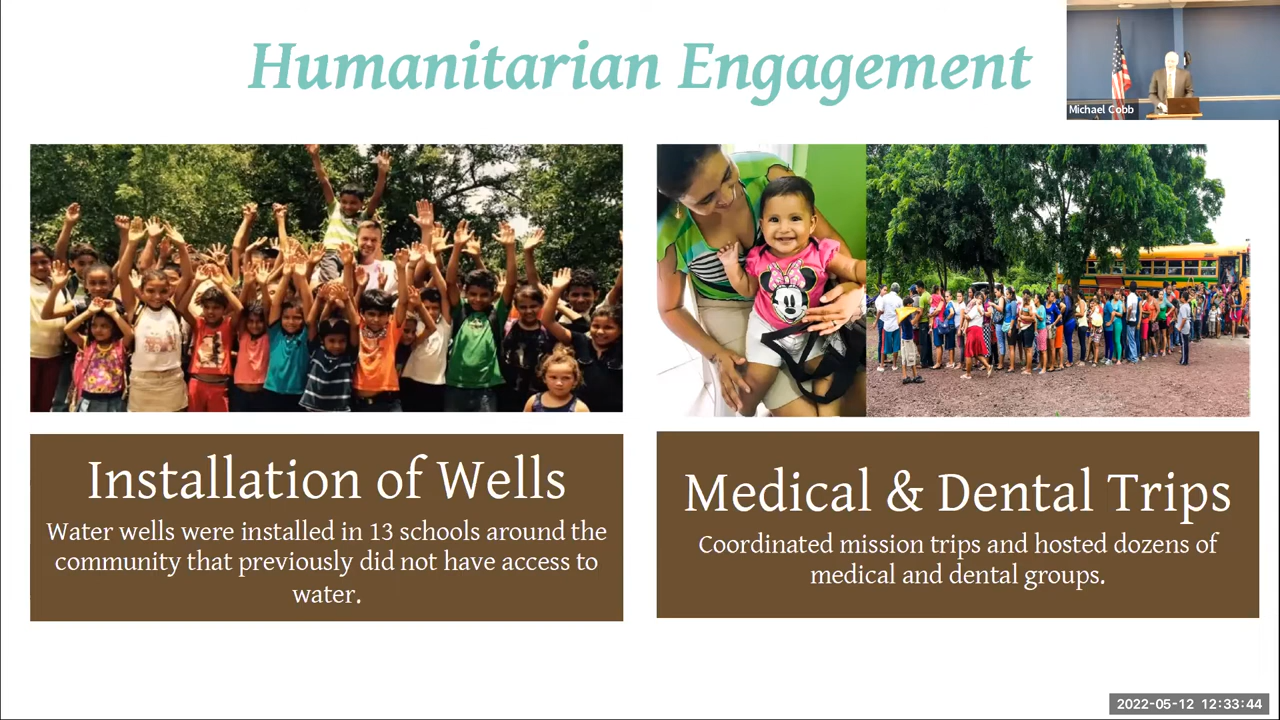 Humanitarian Engagement
Michael Cobb
Installation of Wells
Water wells were installed in 13 schools around the
community that previously did not have access to
water.
Medical & Dental Trips
Coordinated mission trips and hosted dozens of
medical and dental groups.
2022-05-12 12:33:44